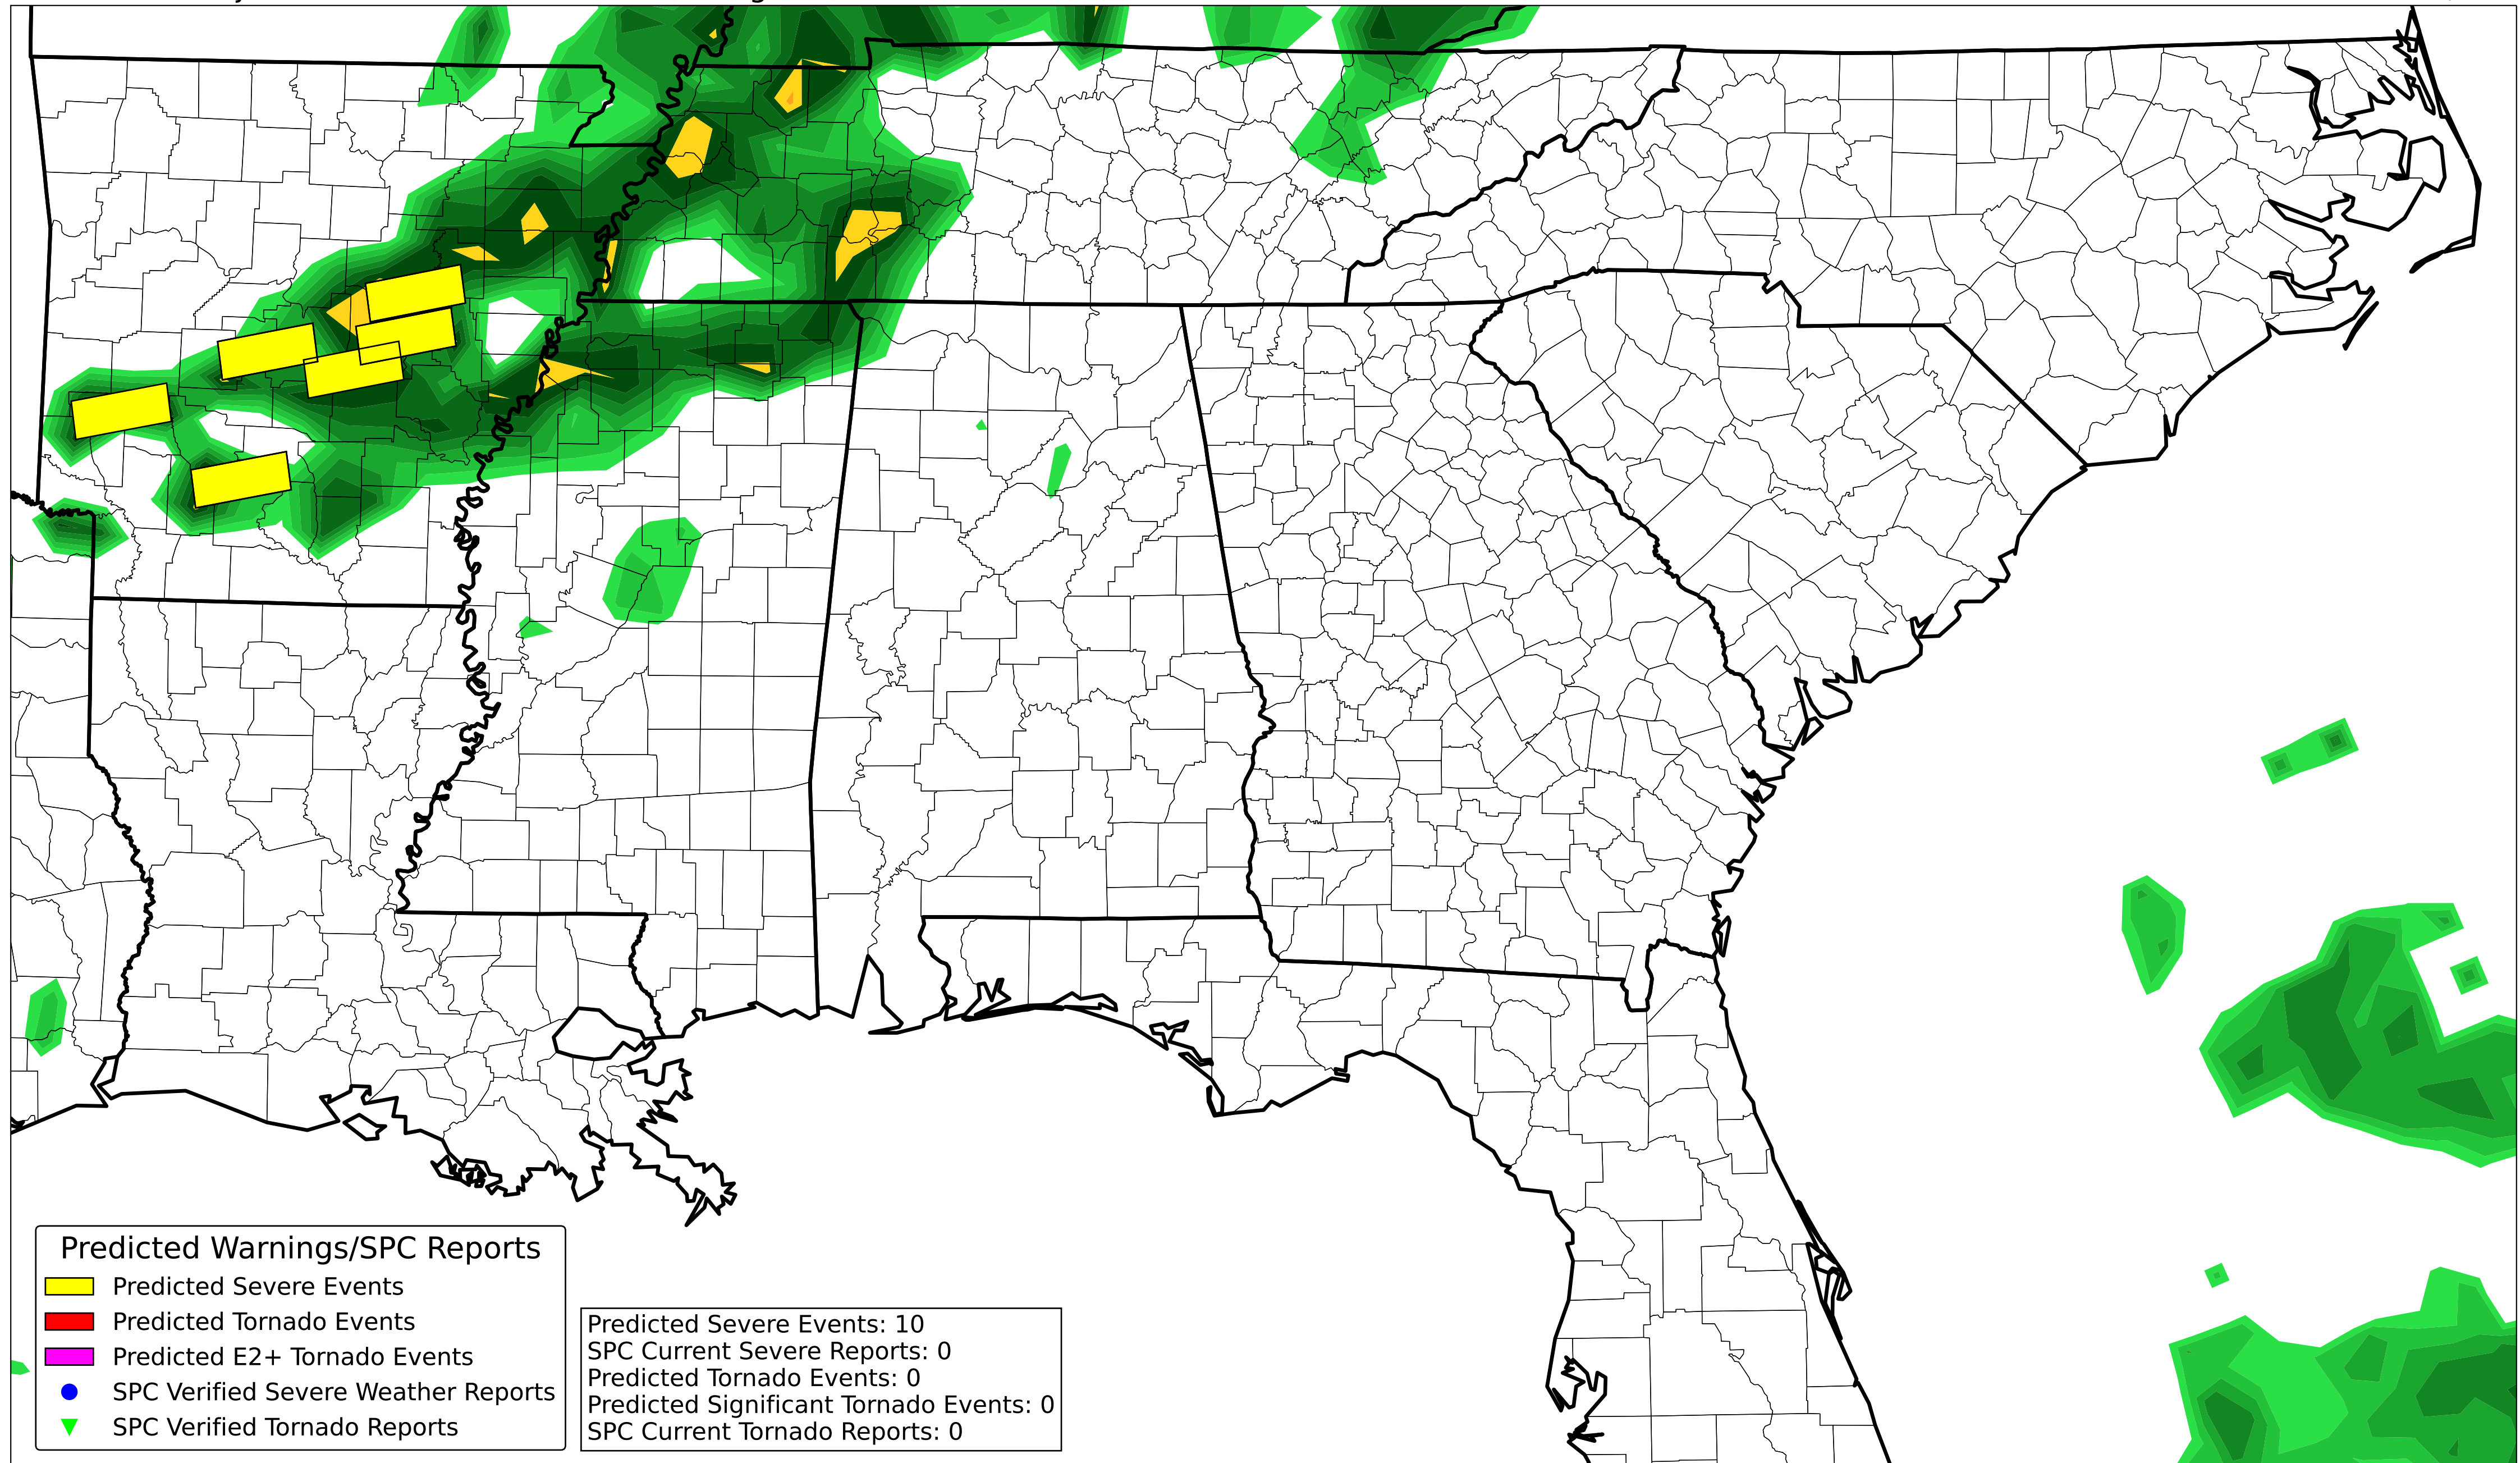 Predicted Warnings/SPC Reports
Predicted Severe Events
Predicted Tornado Events
Predicted E2+ Tornado Events
SPC Verified Severe Weather Reports
SPC Verified Tornado Reports
Predicted Severe Events: 10
SPC Current Severe Reports: 0
Predicted Tornado Events: 0
Predicted Significant Tornado Events: 0
SPC Current Tornado Reports: 0